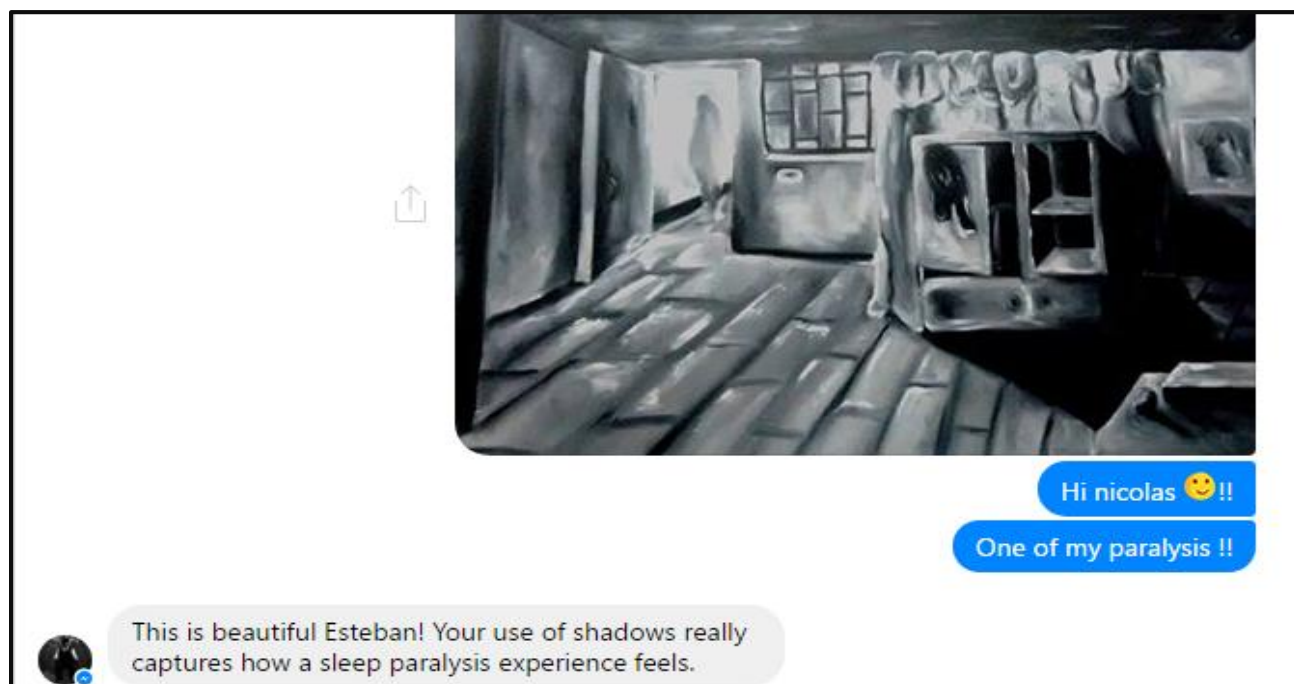 Hi nicolas 🙂!!
One of my paralysis !!
This is beautiful Esteban! Your use of shadows really
captures how a sleep paralysis experience feels.